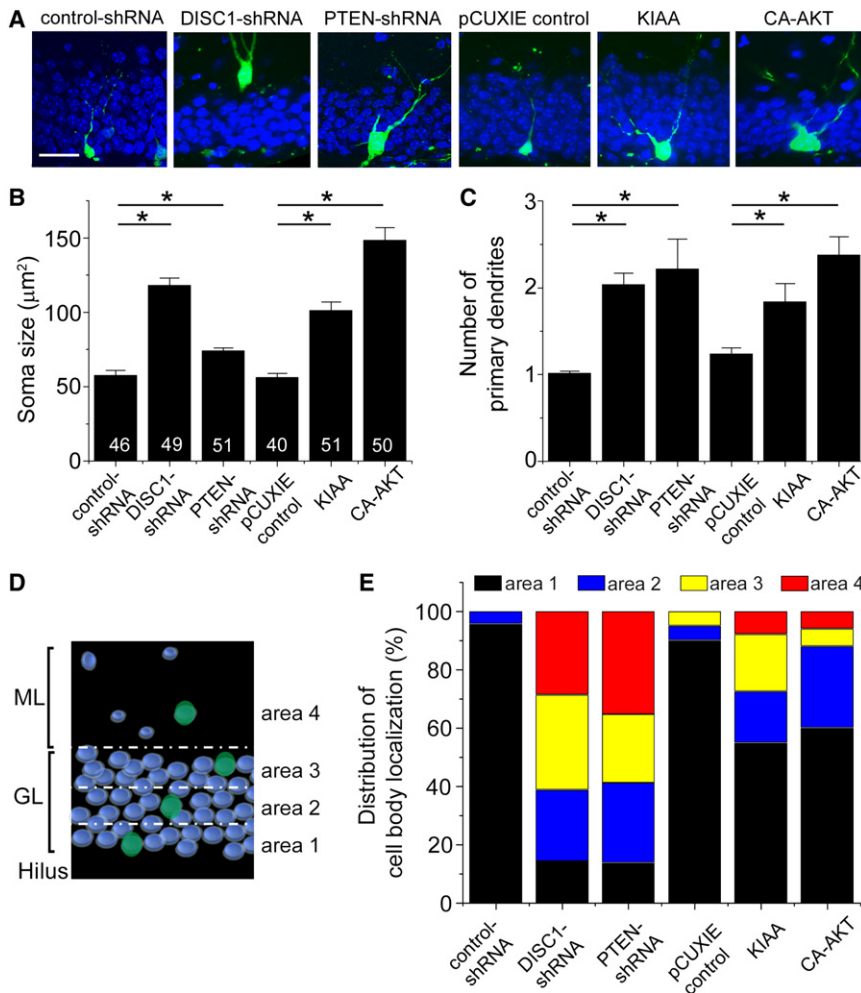 A
control-shRNA DISC1-shRNA PTEN-shRNA pCUXIE control KIAA CA-AKT
B
Soma size (μm²)
150
100
50
0
* * * *
46 49 51 40 51 50
control-shRNA
DISC1-shRNA
PTEN-shRNA
pCUXIE control
KIAA
CA-AKT
C
Number of
primary dendrites
3
2
1
0
* * * *
control-shRNA
DISC1-shRNA
PTEN-shRNA
pCUXIE control
KIAA
CA-AKT
D
ML
GL
Hilus
area 4
area 3
area 2
area 1
E
area 1 area 2 area 3 area 4
Distribution of
cell body localization (%)
100
80
60
40
20
0
control-shRNA
DISC1-shRNA
PTEN-shRNA
pCUXIE control
KIAA
CA-AKT